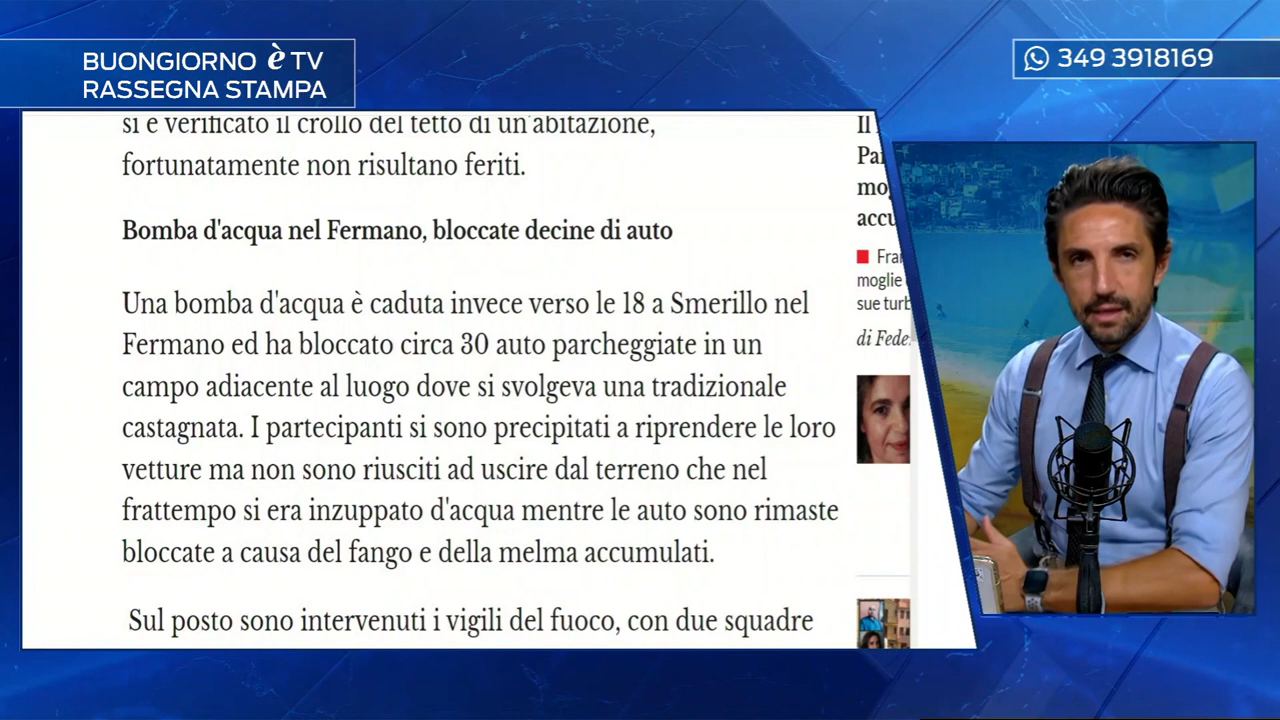 BUONGIORNO è TV
RASSEGNA STAMPA
349 3918169
si è verificato il crollo del tetto di un'abitazione,
fortunatamente non risultano feriti.
Bomba d'acqua nel Fermano, bloccate decine di auto
Una bomba d'acqua è caduta invece verso le 18 a Smerillo nel
Fermano ed ha bloccato circa 30 auto parcheggiate in un
campo adiacente al luogo dove si svolgeva una tradizionale
castagnata. I partecipanti si sono precipitati a riprendere le loro
vetture ma non sono riusciti ad uscire dal terreno che nel
frattempo si era inzuppato d'acqua mentre le auto sono rimaste
bloccate a causa del fango e della melma accumulati.
Sul posto sono intervenuti i vigili del fuoco, con due squadre
Il
moglie
sue
di